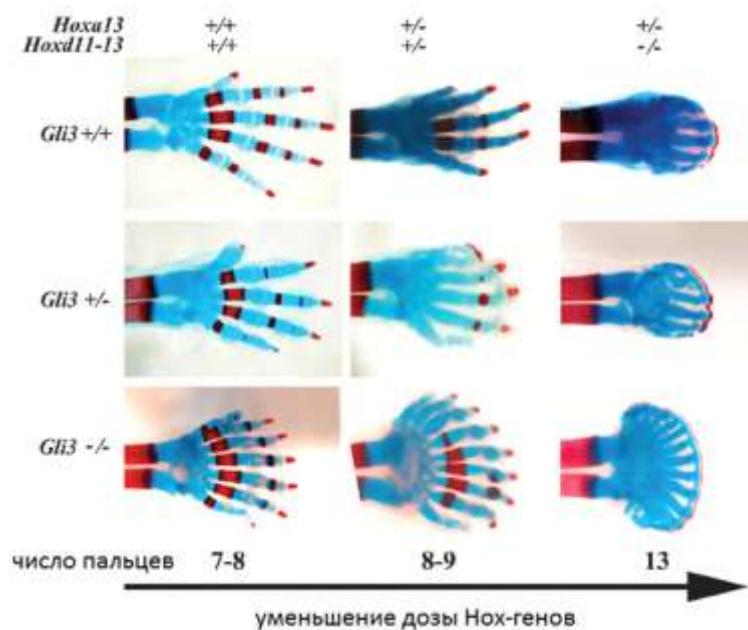 Hoxa13 +/+ +/- +/-
Hoxd11-13 +/+ +/- -/-
Gli3 +/+
Gli3 +/-
Gli3 -/-
число пальцев 7-8 8-9 13
уменьшение дозы Hox-генов